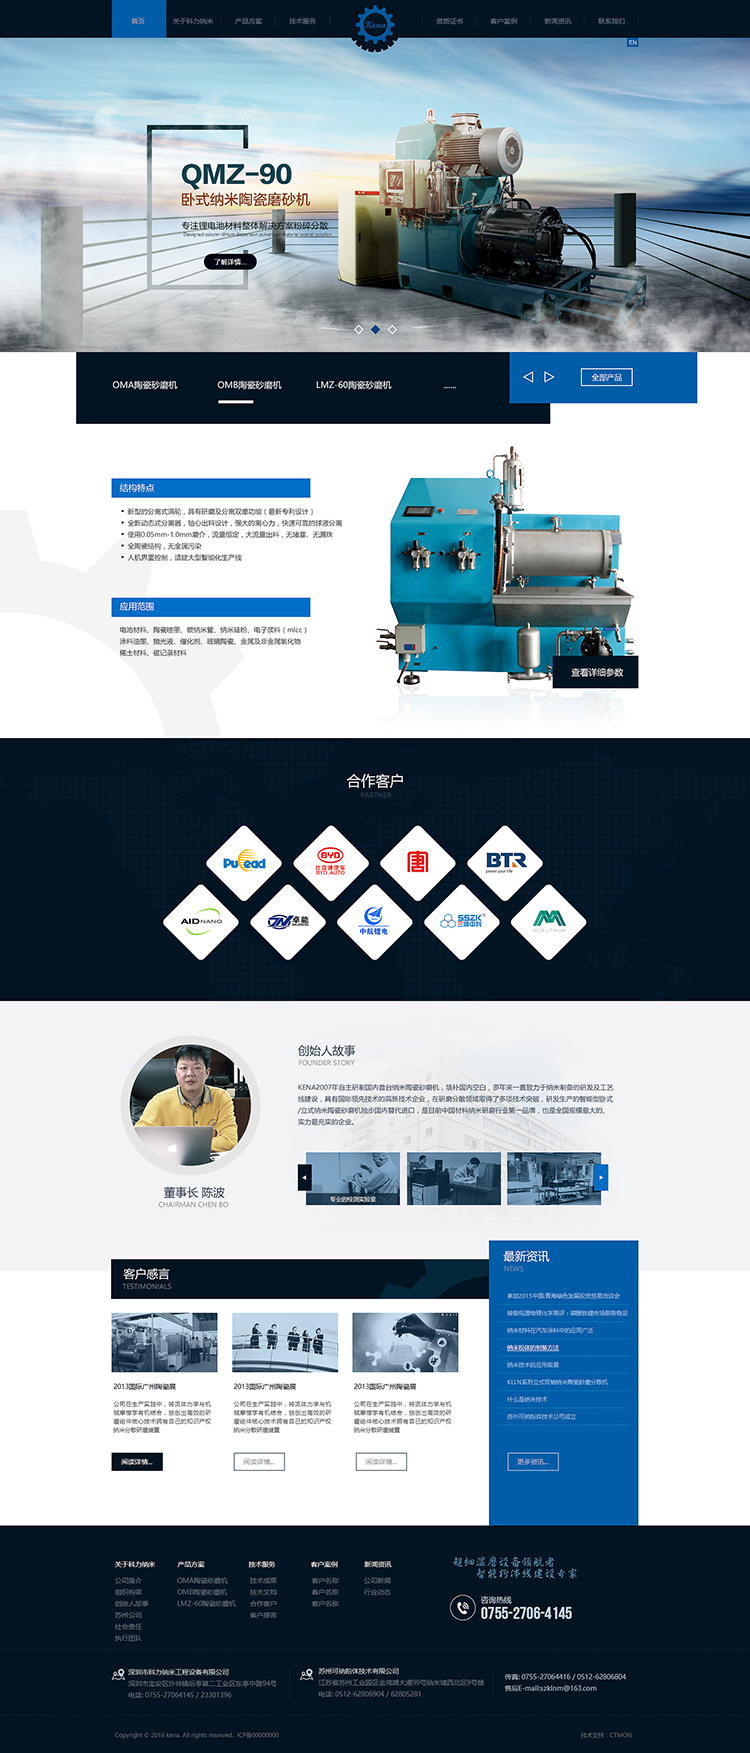 首页
关于科力纳米
产品方案
技术服务
Kena
资质证书
客户案例
新闻资讯
联系我们
EN
QMZ-90
卧式纳米陶瓷磨砂机
专注锂电池材料整体解决方案粉碎分散
了解详情...
OMA陶瓷砂磨机
OMB陶瓷砂磨机
LMZ-60陶瓷砂磨机
......
全部产品
结构特点
新型的分离式涡轮，具有研磨及分离双重功能（最新专利设计）
全新动态式分离器，轴心出料设计，强大的离心力，快速可靠的球液分离
使用0.05mm-1.0mm磨介，流量恒定，大流量出料，无堵塞、无漏珠
全陶瓷结构，无金属污染
人机界面控制，适建大型智能化生产线
应用范围
电池材料、陶瓷喷墨、碳纳米管、纳米硅粉、电子浆料（mlcc）
涂料油墨、抛光液、催化剂、玻璃陶瓷、金属及非金属氧化物
稀土材料、磁记录材料
查看详细参数
合作客户
PARTNER
Pulead
BYD
比亚迪汽车
BYD AUTO
唐
BTR
power your life
AIDNANO
卓能
中航锂电
SSZK
三顺中科
MCN LITHIUM
创始人故事
FOUNDER STORY
KENA2007年自主研制国内首台纳米陶瓷砂磨机，填补国内空白，多年来一直致力于纳米制备的研发及工艺
线建设，具有国际领先技术的高新技术企业，在研磨分散领域取得了多项技术突破，研发生产的智能型卧式
/立式纳米陶瓷砂磨机独步国内替代进口，是目前中国材料纳米研磨行业第一品牌，也是全国规模最大的、
实力最充实的企业。
董事长 陈波
CHAIRMAN CHEN BO
专业的检测实验室
客户感言
TESTIMONIALS
2013国际广州陶瓷展
公司在生产实践中，将流体力学与机
械摩擦学有机结合，独创出高效的研
磨组件核心技术拥有自己的知识产权
纳米分散研磨装置
阅读详情...
2013国际广州陶瓷展
公司在生产实践中，将流体力学与机
械摩擦学有机结合，独创出高效的研
磨组件核心技术拥有自己的知识产权
纳米分散研磨装置
阅读详情...
2013国际广州陶瓷展
公司在生产实践中，将流体力学与机
械摩擦学有机结合，独创出高效的研
磨组件核心技术拥有自己的知识产权
纳米分散研磨装置
阅读详情...
最新资讯
NEWS
参加2015中国.青海绿色发展投资贸易洽谈会
转载电源物理化学周评：磷酸铁锂市场弱势稳定
纳米材料在汽车涂料中的应用广泛
纳米粉体的制备方法
纳米技术的应用前景
KLLN系列立式双轴纳米陶瓷砂磨分散机
什么是纳米技术
苏州可纳粉体技术公司成立
更多资讯...
关于科力纳米
公司简介
组织构架
创始人故事
苏州公司
社会责任
执行团队
产品方案
OMA陶瓷砂磨机
OMB陶瓷砂磨机
LMZ-60陶瓷砂磨机
技术服务
技术成果
技术文档
合作客户
客户感言
客户案例
客户名称
客户名称
客户名称
新闻资讯
公司新闻
行业动态
超细湿磨设备领航者
智能粉体线建设专家
咨询热线
0755-2706-4145
深圳市科力纳米工程设备有限公司
深圳市宝安区沙井镇后亭第二工业区东亭中路94号
电话: 0755-27064145 / 23301396
苏州可纳粉体技术有限公司
江苏省苏州工业园区金鸡湖大道99号纳米城西北区9号楼
电话: 0512-62806904 / 62805281
传真: 0755-27064416 / 0512-62806804
售后E-mail:szklnm@163.com
Copyright © 2016 kena. All rights reserved. ICP备00000000
技术支持：CTMON